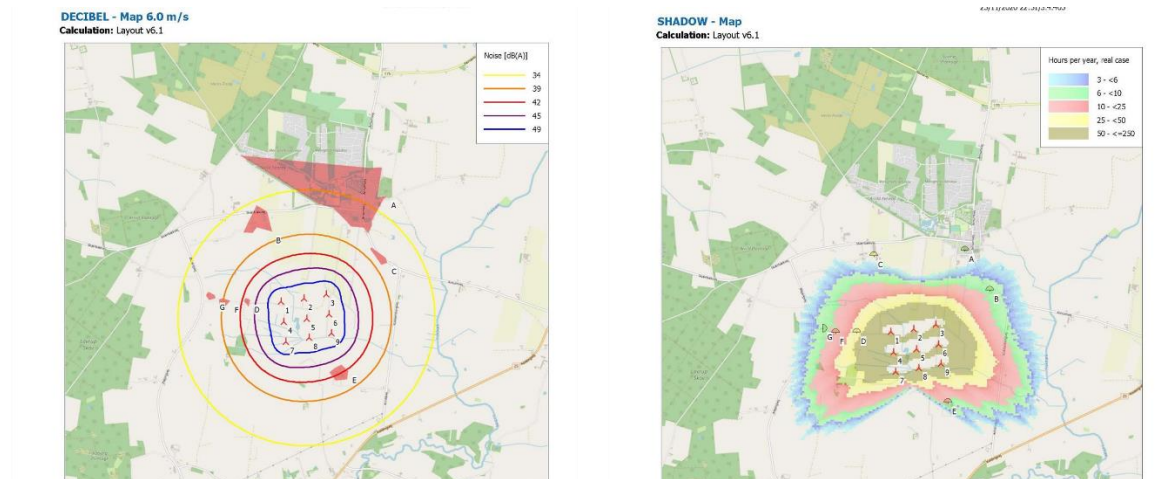 DECIBEL - Map 6.0 m/s
Calculation: Layout v6.1
Noise [dB(A)]
34
39
42
45
49
A
B
C
G
F
D
E
1
2
3
4
5
6
7
8
9
SHADOW - Map
Calculation: Layout v6.1
Hours per year, real case
3 - <6
6 - <10
10 - <25
25 - <50
50 - <=250
A
C
B
G
F
D
E
1
2
3
4
5
6
7
8
9